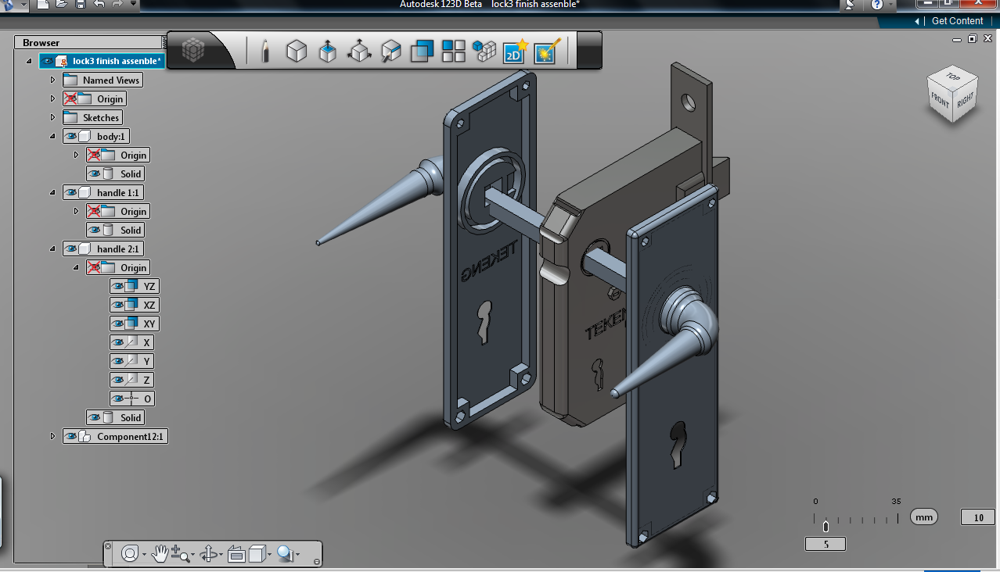 Autodesk 123D Beta lock3 finish assenble*
Get Content
Browser
lock3 finish assenble*
Named Views
Origin
Sketches
body:1
Origin
Solid
handle 1:1
Origin
Solid
handle 2:1
Origin
YZ
XZ
XY
X
Y
Z
O
Solid
Component12:1
2D
TOP
FRONT
RIGHT
TEKENG
TEKEN
0
35
mm
10
5